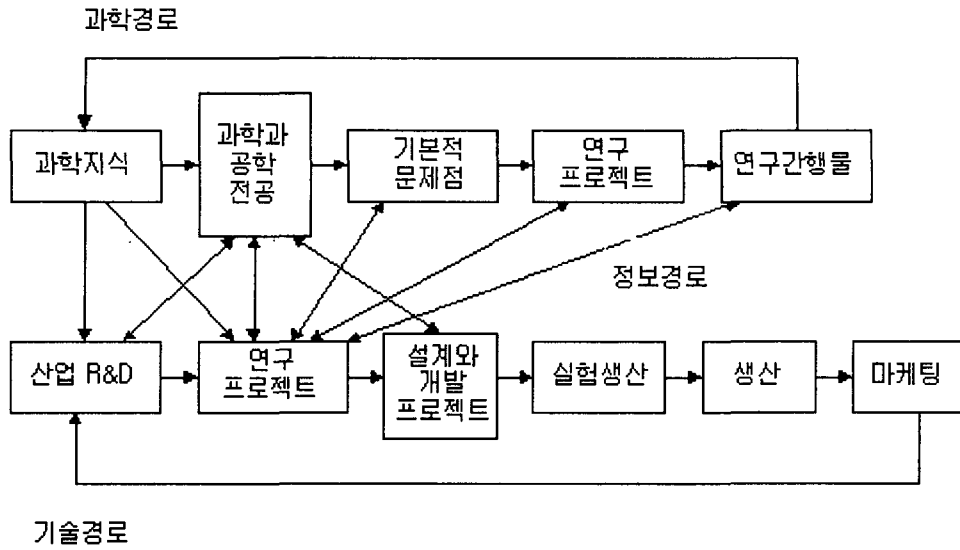 과학경로
과학지식
과학과
공학
전공
기본적
문제점
연구
프로젝트
연구간행물
정보경로
산업 R&D
연구
프로젝트
설계와
개발
프로젝트
실험생산
생산
마케팅
기술경로